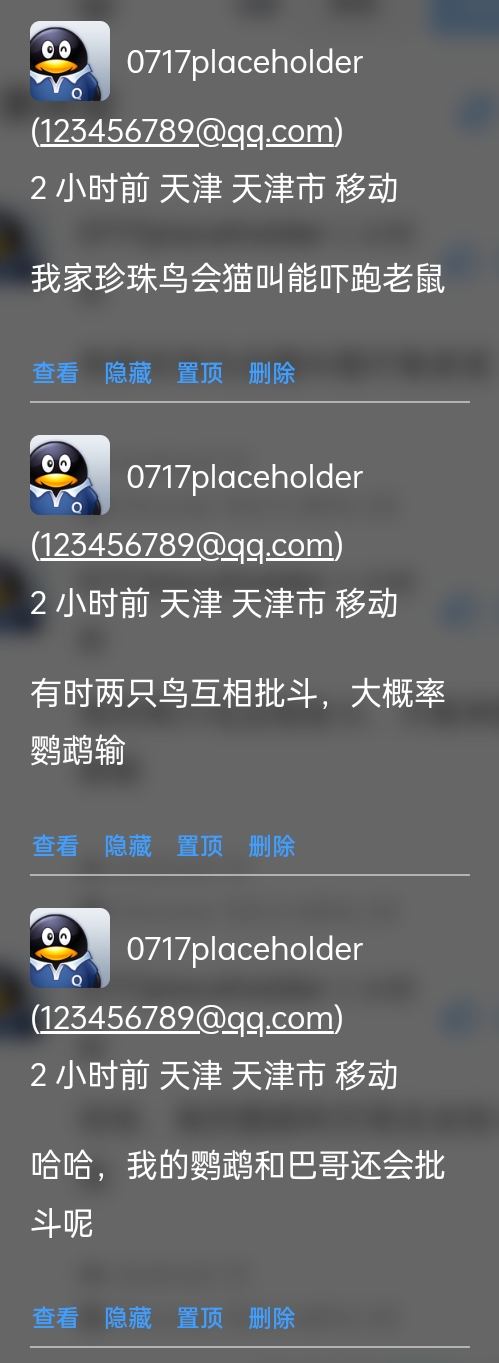 0717placeholder
(123456789@qq.com)
2 小时前 天津 天津市 移动
我家珍珠鸟会猫叫能吓跑老鼠
查看 隐藏 置顶 删除
0717placeholder
(123456789@qq.com)
2 小时前 天津 天津市 移动
有时两只鸟互相批斗，大概率
鹦鹉输
查看 隐藏 置顶 删除
0717placeholder
(123456789@qq.com)
2 小时前 天津 天津市 移动
哈哈，我的鹦鹉和巴哥还会批
斗呢
查看 隐藏 置顶 删除